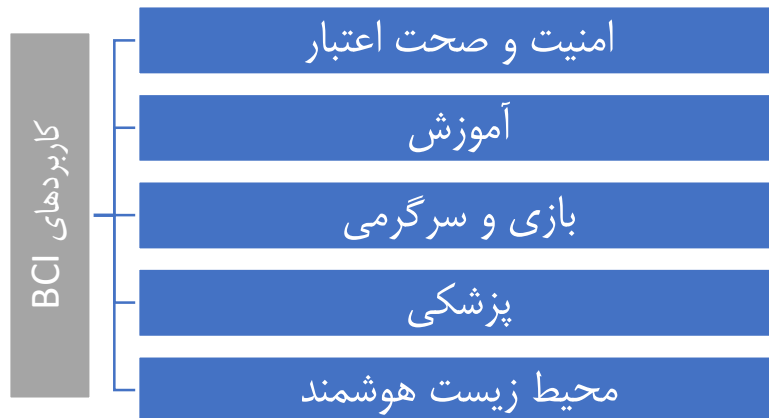 کاربردهای BCI
امنیت و صحت اعتبار
آموزش
بازی و سرگرمی
پزشکی
محیط زیست هوشمند